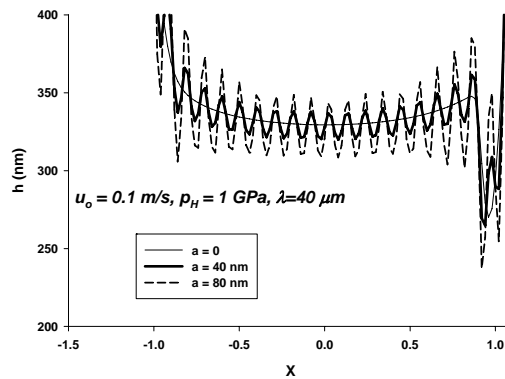 400
350
300
250
200
h (nm)
u_o = 0.1 m/s, p_H = 1 GPa, λ=40 μm
a = 0
a = 40 nm
a = 80 nm
-1.5
-1.0
-0.5
0.0
0.5
1.0
X